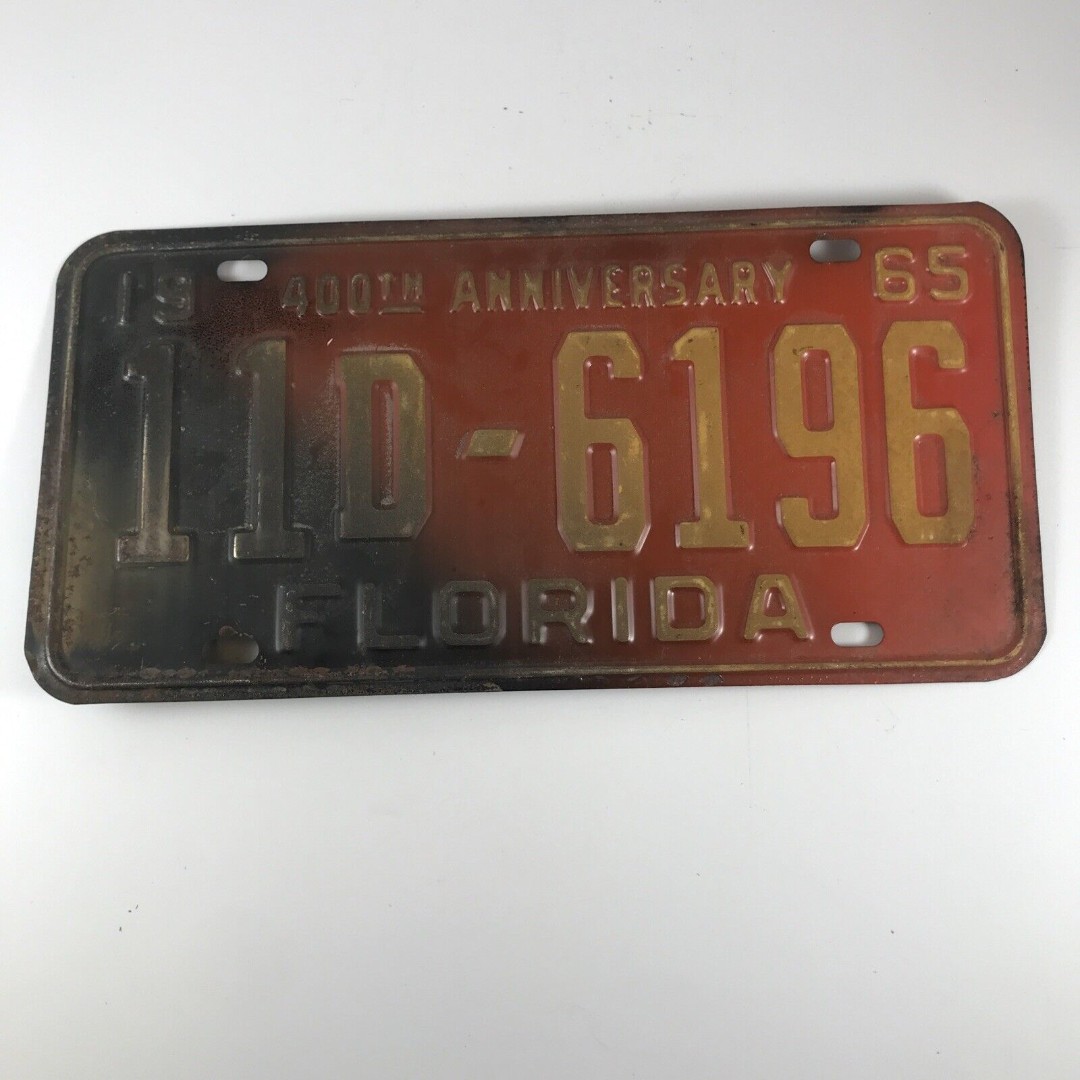 19 400TH ANNIVERSARY 65
11D-6196
FLORIDA